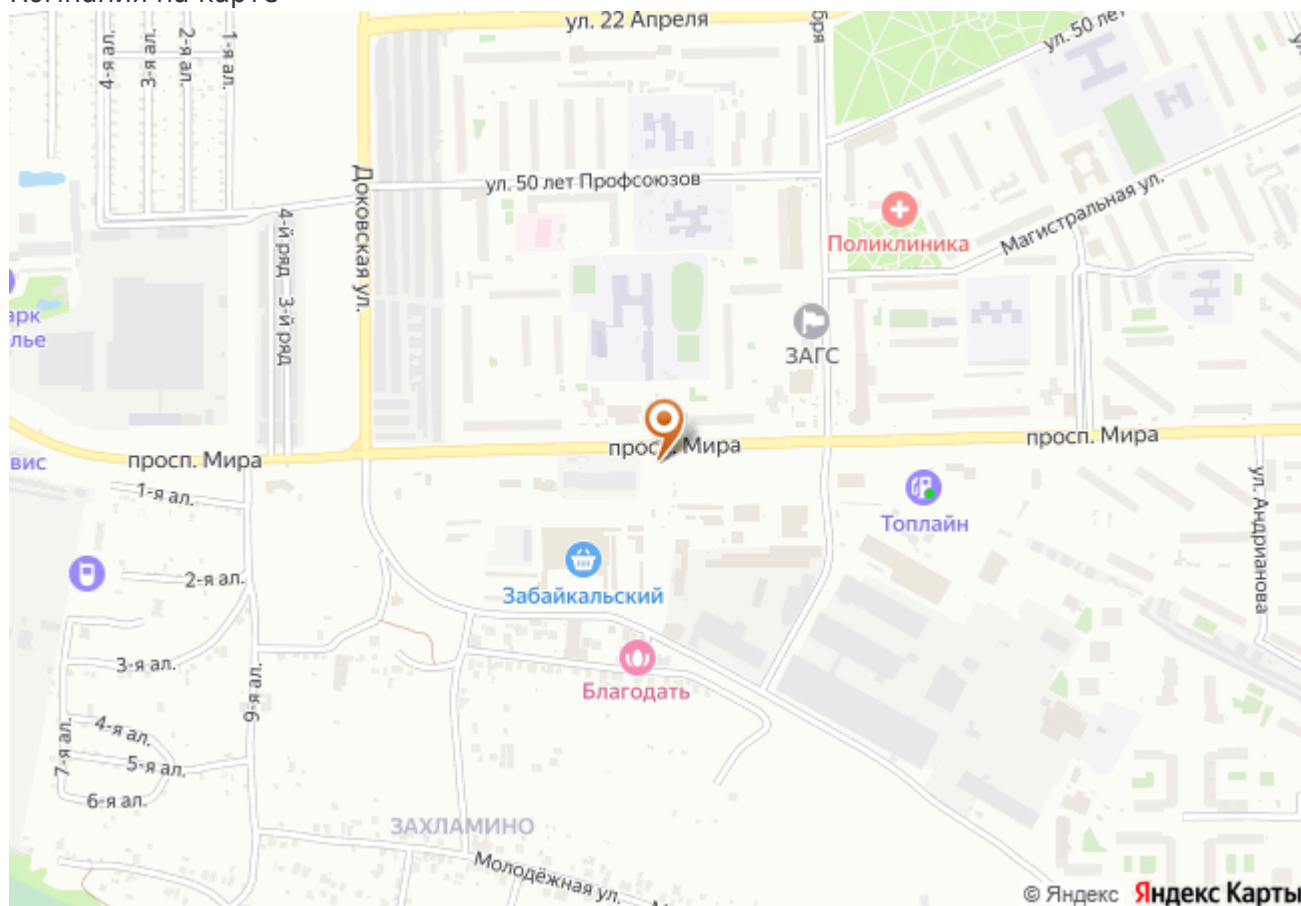 Компания на карте
ул. 22 Апреля
ул. 50 лет
4-я ал.
3-я ал.
2-я ал.
1-я ал.
Доковская ул.
ул. 50 лет Профсоюзов
Поликлиника
Магистральная ул.
4-й ряд
3-й ряд
ЗАГС
просп. Мира
просп. Мира
просп. Мира
1-я ал.
Топлайн
ул. Андрианова
2-я ал.
Забайкальский
3-я ал.
9-я ал.
Благодать
4-я ал.
7-я ал.
5-я ал.
6-я ал.
ЗАХЛАМИНО
Молодёжная ул.
© Яндекс Яндекс Карты